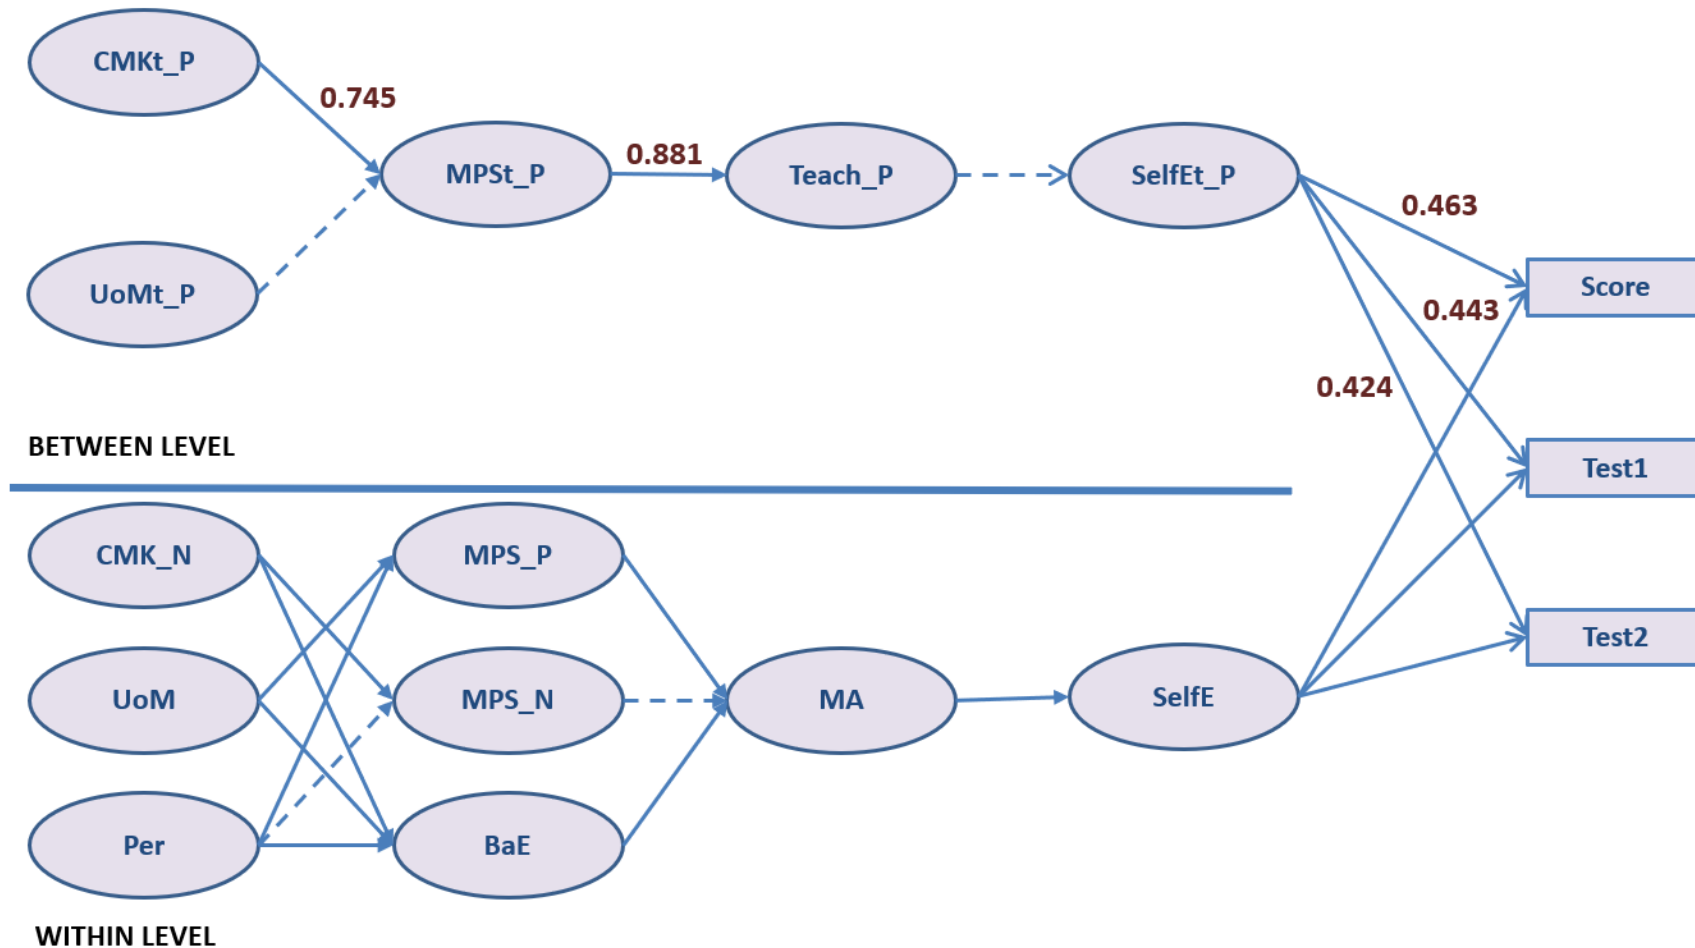 CMKt_P
0.745
MPSt_P
0.881
Teach_P
SelfEt_P
UoMt_P
0.463
0.443
0.424
Score
Test1
Test2
BETWEEN LEVEL
CMK_N
MPS_P
UoM
MPS_N
MA
SelfE
Per
BaE
WITHIN LEVEL